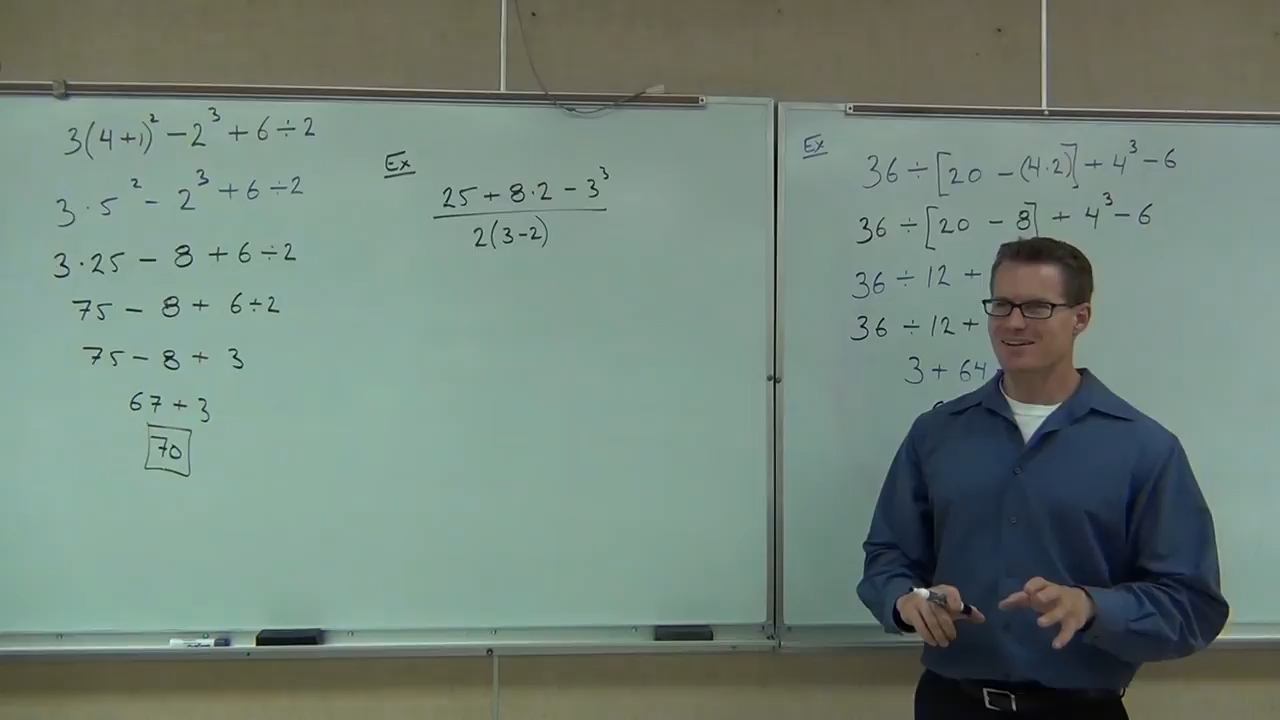 3(4+1)² - 2³ + 6 ÷ 2
3 · 5² - 2³ + 6 ÷ 2
3 · 25 - 8 + 6 ÷ 2
75 - 8 + 6 ÷ 2
75 - 8 + 3
67 + 3
70
Ex
25 + 8 · 2 - 3³
2(3-2)
Ex
36 ÷ [20 - (4·2)] + 4³ - 6
36 ÷ [20 - 8] + 4³ - 6
36 ÷ 12 +
36 ÷ 12 +
3 + 64